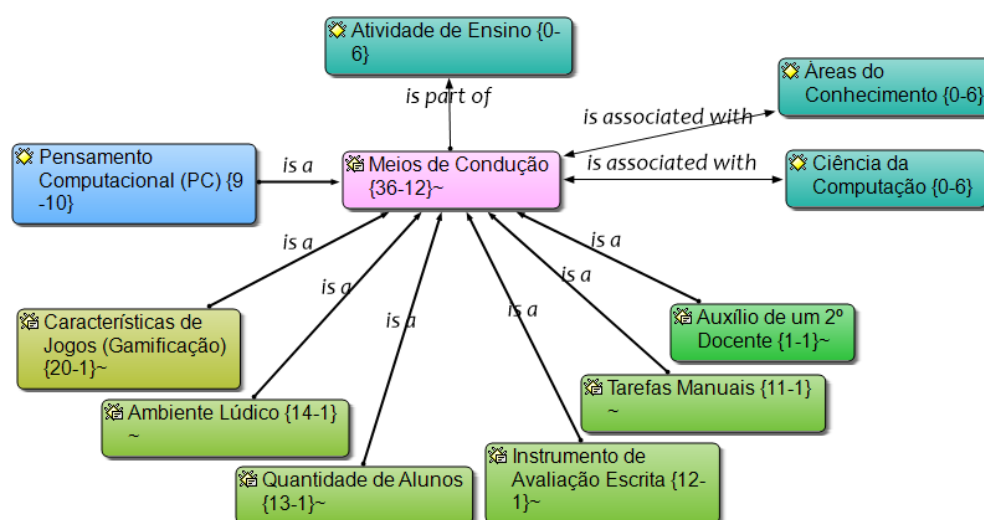 Atividade de Ensino {0-
6}
is part of
Áreas do
Conhecimento {0-6}
is associated with
Pensamento
Computacional (PC) {9
-10}
is a
Meios de Condução
{36-12}~
is associated with
Ciência da
Computação {0-6}
is a
is a
is a
is a
is a
is a
Características de
Jogos (Gamificação)
{20-1}~
Auxílio de um 2º
Docente {1-1}~
Ambiente Lúdico {14-1}
~
Tarefas Manuais {11-1}
~
Quantidade de Alunos
{13-1}~
Instrumento de
Avaliação Escrita {12-
1}~